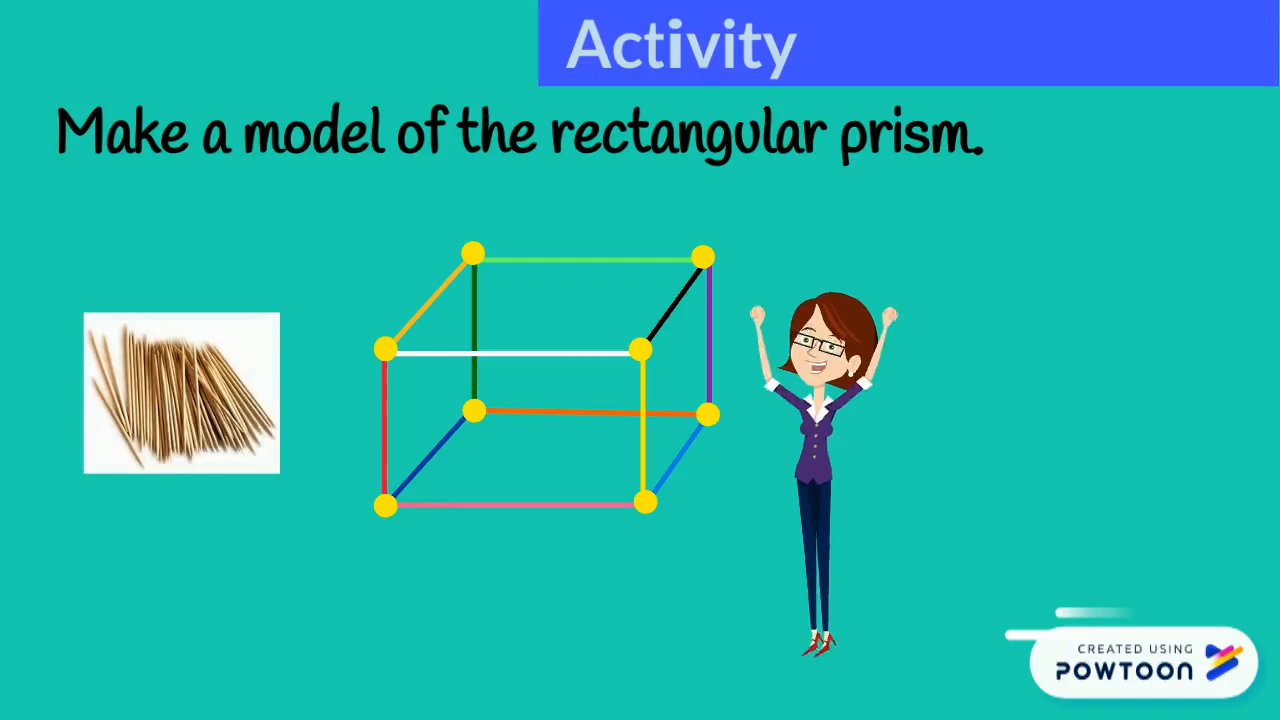 Activity
Make a model of the rectangular prism.
CREATED USING
POWTOON